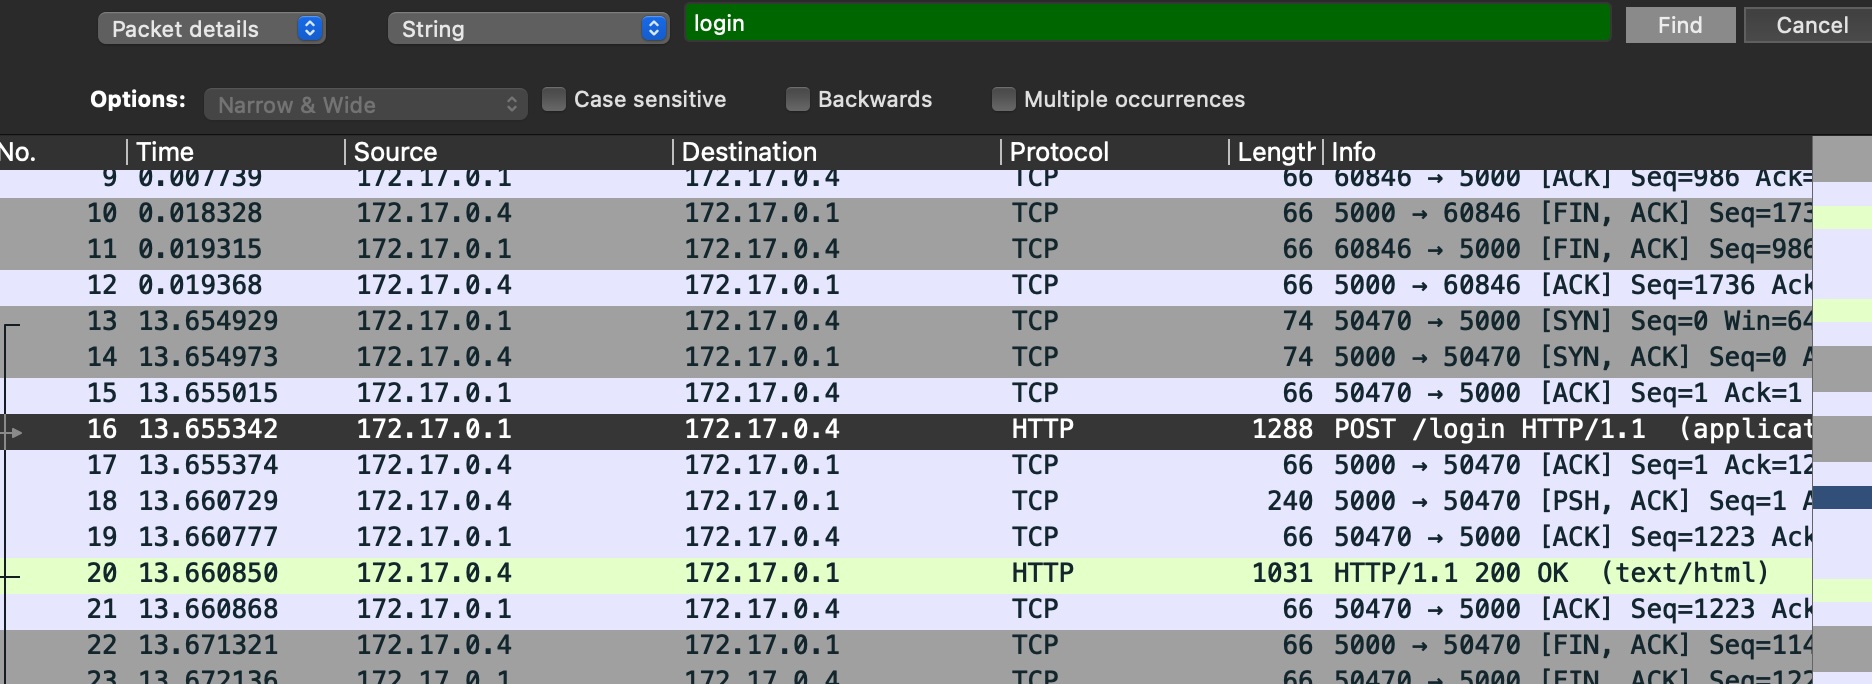 Packet details String login Find Cancel
Options: Narrow & Wide Case sensitive Backwards Multiple occurrences
No. Time Source Destination Protocol Length Info
9 0.007739 172.17.0.1 172.17.0.4 TCP 66 60846 → 5000 [ACK] Seq=986 Ack=
10 0.018328 172.17.0.4 172.17.0.1 TCP 66 5000 → 60846 [FIN, ACK] Seq=173
11 0.019315 172.17.0.1 172.17.0.4 TCP 66 60846 → 5000 [FIN, ACK] Seq=986
12 0.019368 172.17.0.4 172.17.0.1 TCP 66 5000 → 60846 [ACK] Seq=1736 Ack
13 13.654929 172.17.0.1 172.17.0.4 TCP 74 50470 → 5000 [SYN] Seq=0 Win=64
14 13.654973 172.17.0.4 172.17.0.1 TCP 74 5000 → 50470 [SYN, ACK] Seq=0 A
15 13.655015 172.17.0.1 172.17.0.4 TCP 66 50470 → 5000 [ACK] Seq=1 Ack=1
16 13.655342 172.17.0.1 172.17.0.4 HTTP 1288 POST /login HTTP/1.1 (applicat
17 13.655374 172.17.0.4 172.17.0.1 TCP 66 5000 → 50470 [ACK] Seq=1 Ack=12
18 13.660729 172.17.0.4 172.17.0.1 TCP 240 5000 → 50470 [PSH, ACK] Seq=1 A
19 13.660777 172.17.0.1 172.17.0.4 TCP 66 50470 → 5000 [ACK] Seq=1223 Ack
20 13.660850 172.17.0.4 172.17.0.1 HTTP 1031 HTTP/1.1 200 OK (text/html)
21 13.660868 172.17.0.1 172.17.0.4 TCP 66 50470 → 5000 [ACK] Seq=1223 Ack
22 13.671321 172.17.0.4 172.17.0.1 TCP 66 5000 → 50470 [FIN, ACK] Seq=114
23 13.672136 172.17.0.1 172.17.0.4 TCP 66 50470 → 5000 [FIN, ACK] Seq=122